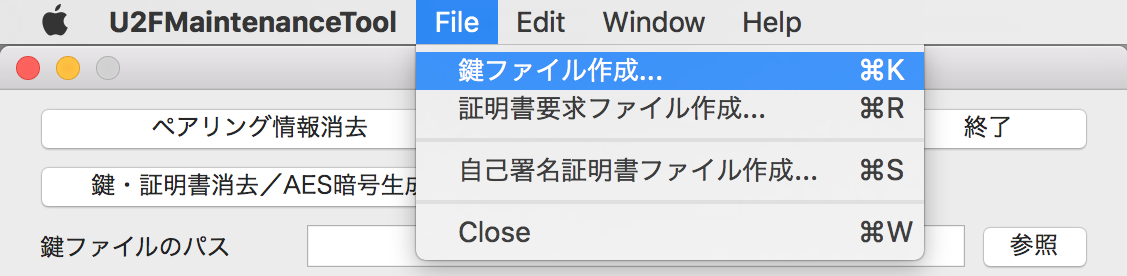 U2FMaintenanceTool File Edit Window Help
鍵ファイル作成... ⌘K
証明書要求ファイル作成... ⌘R
自己署名証明書ファイル作成... ⌘S
Close ⌘W
ペアリング情報消去
終了
鍵・証明書消去／AES暗号生成
鍵ファイルのパス
参照